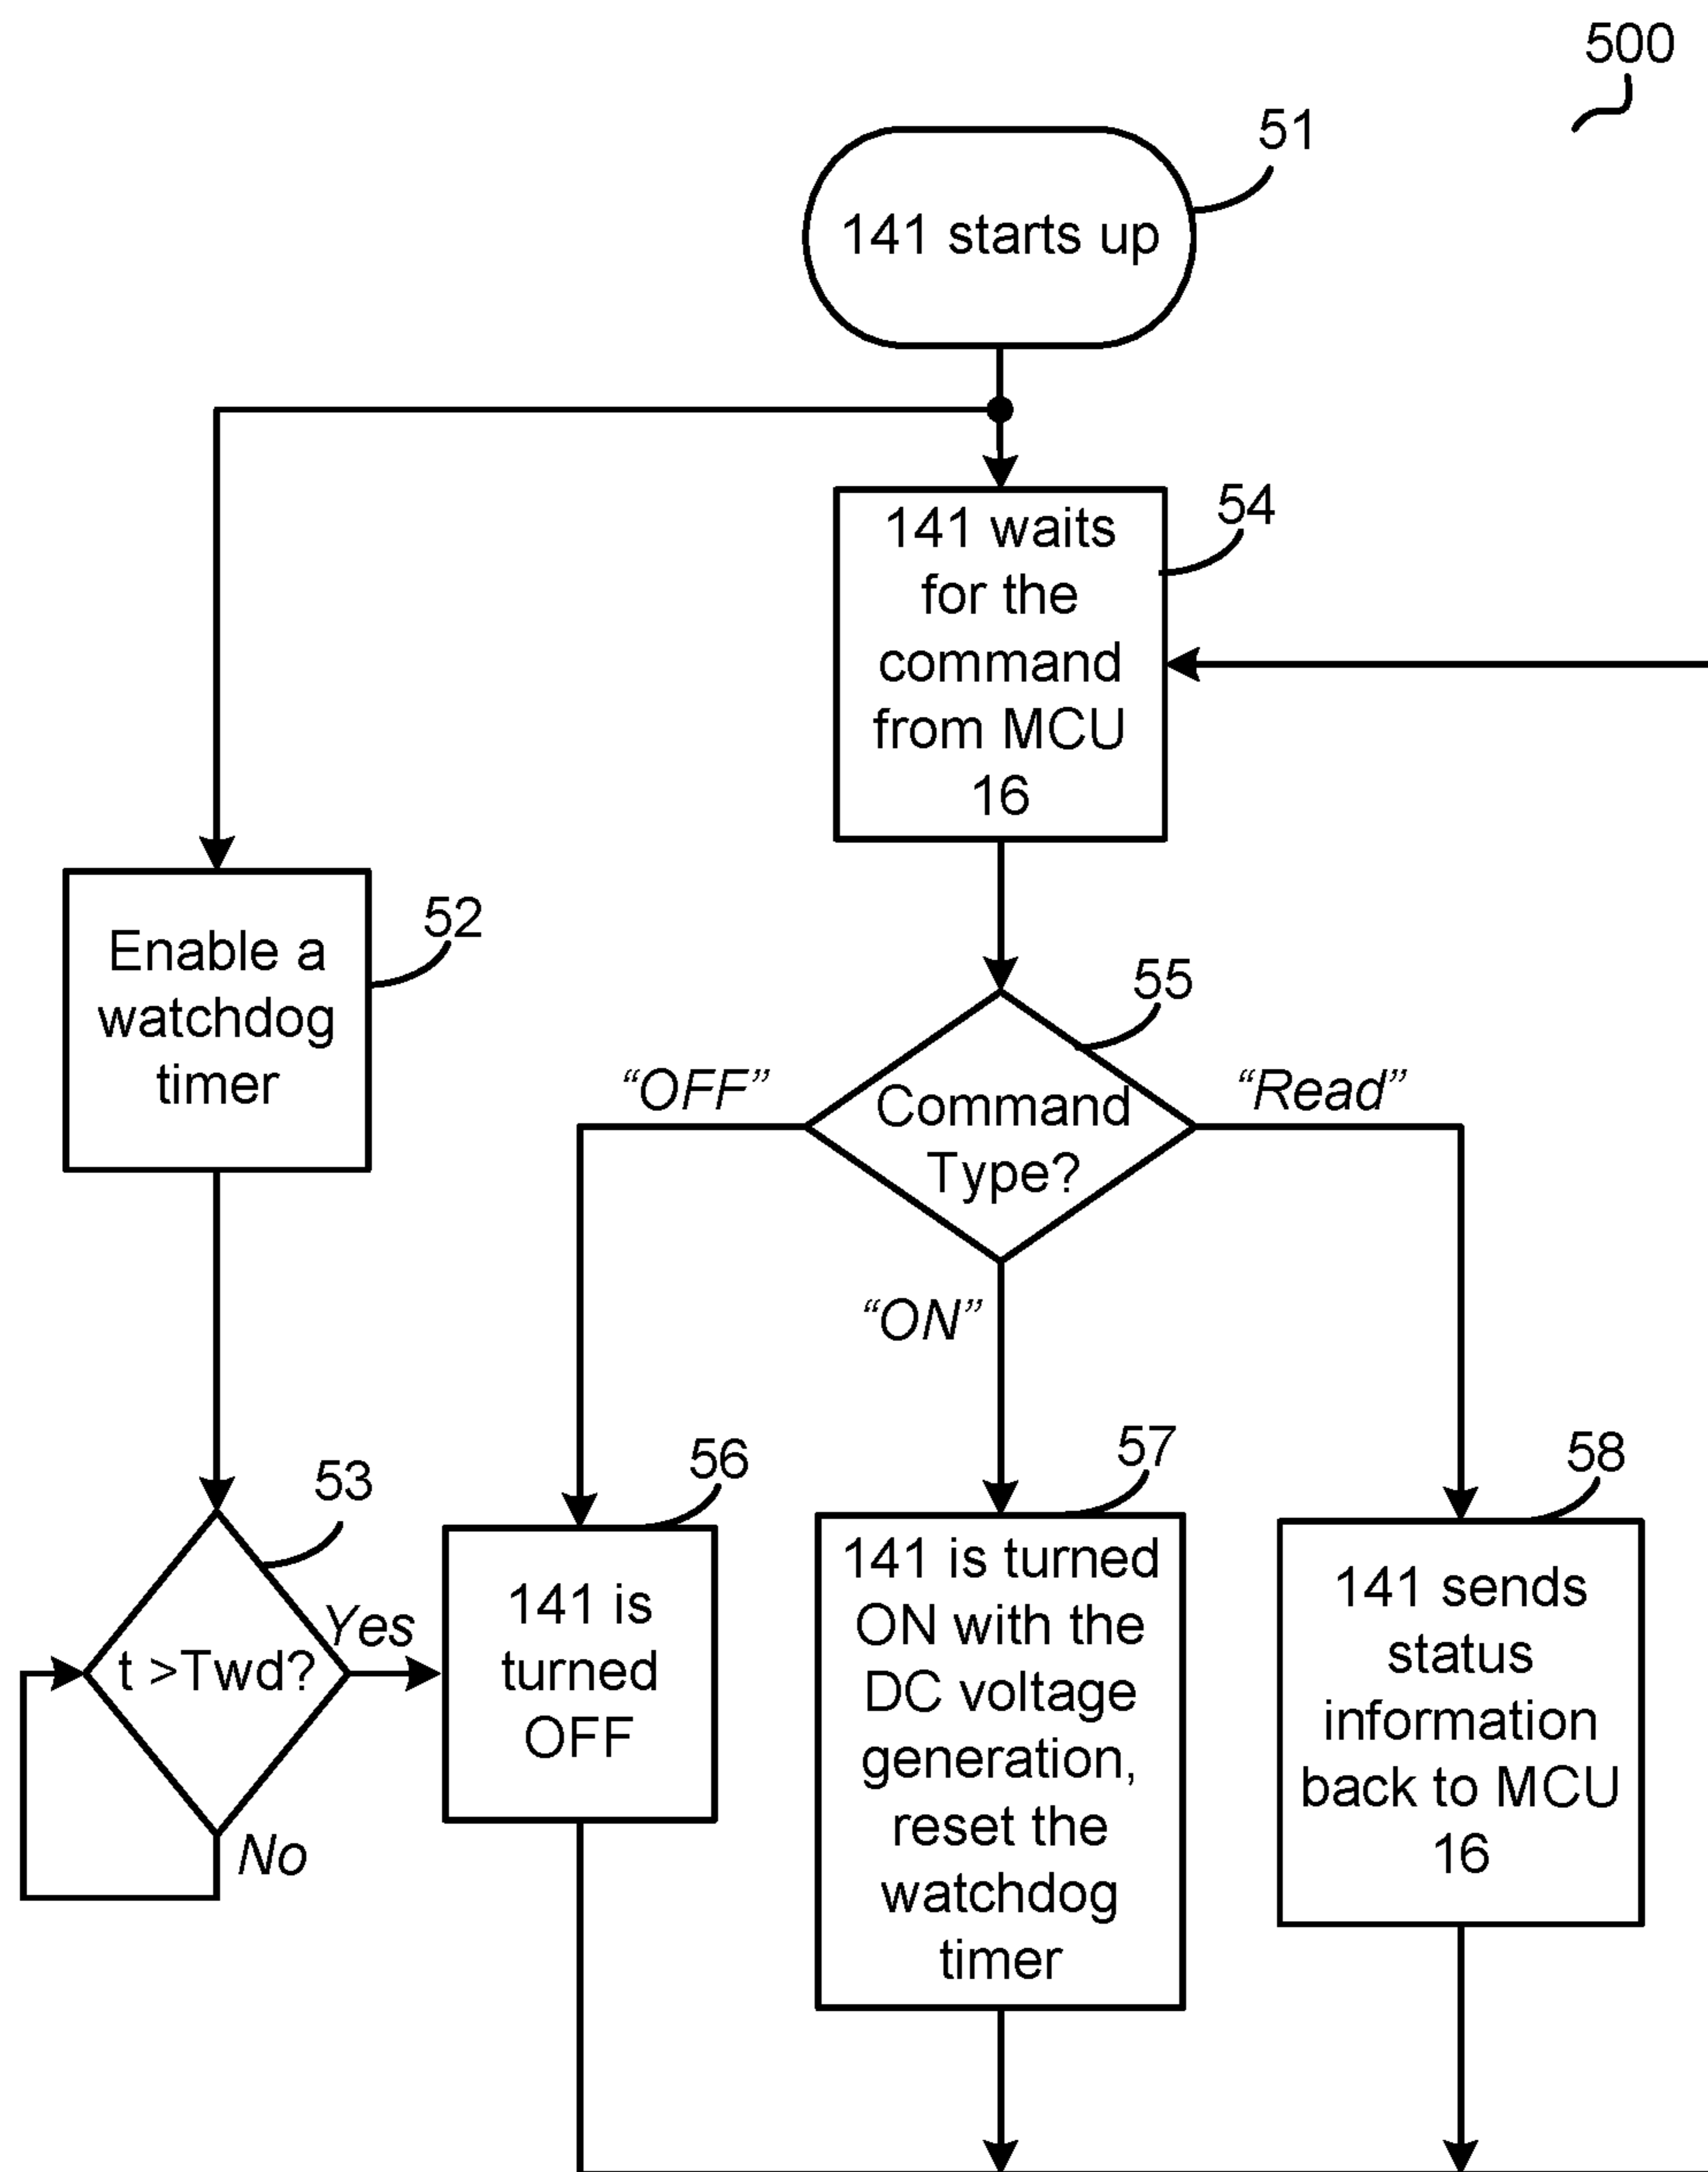 500
51
141 starts up
54
141 waits
for the
command
from MCU
16
52
Enable a
watchdog
timer
55
“OFF”
Command
Type?
“Read”
“ON”
53
t >Twd?
Yes
No
56
141 is
turned
OFF
57
141 is turned
ON with the
DC voltage
generation,
reset the
watchdog
timer
58
141 sends
status
information
back to MCU
16